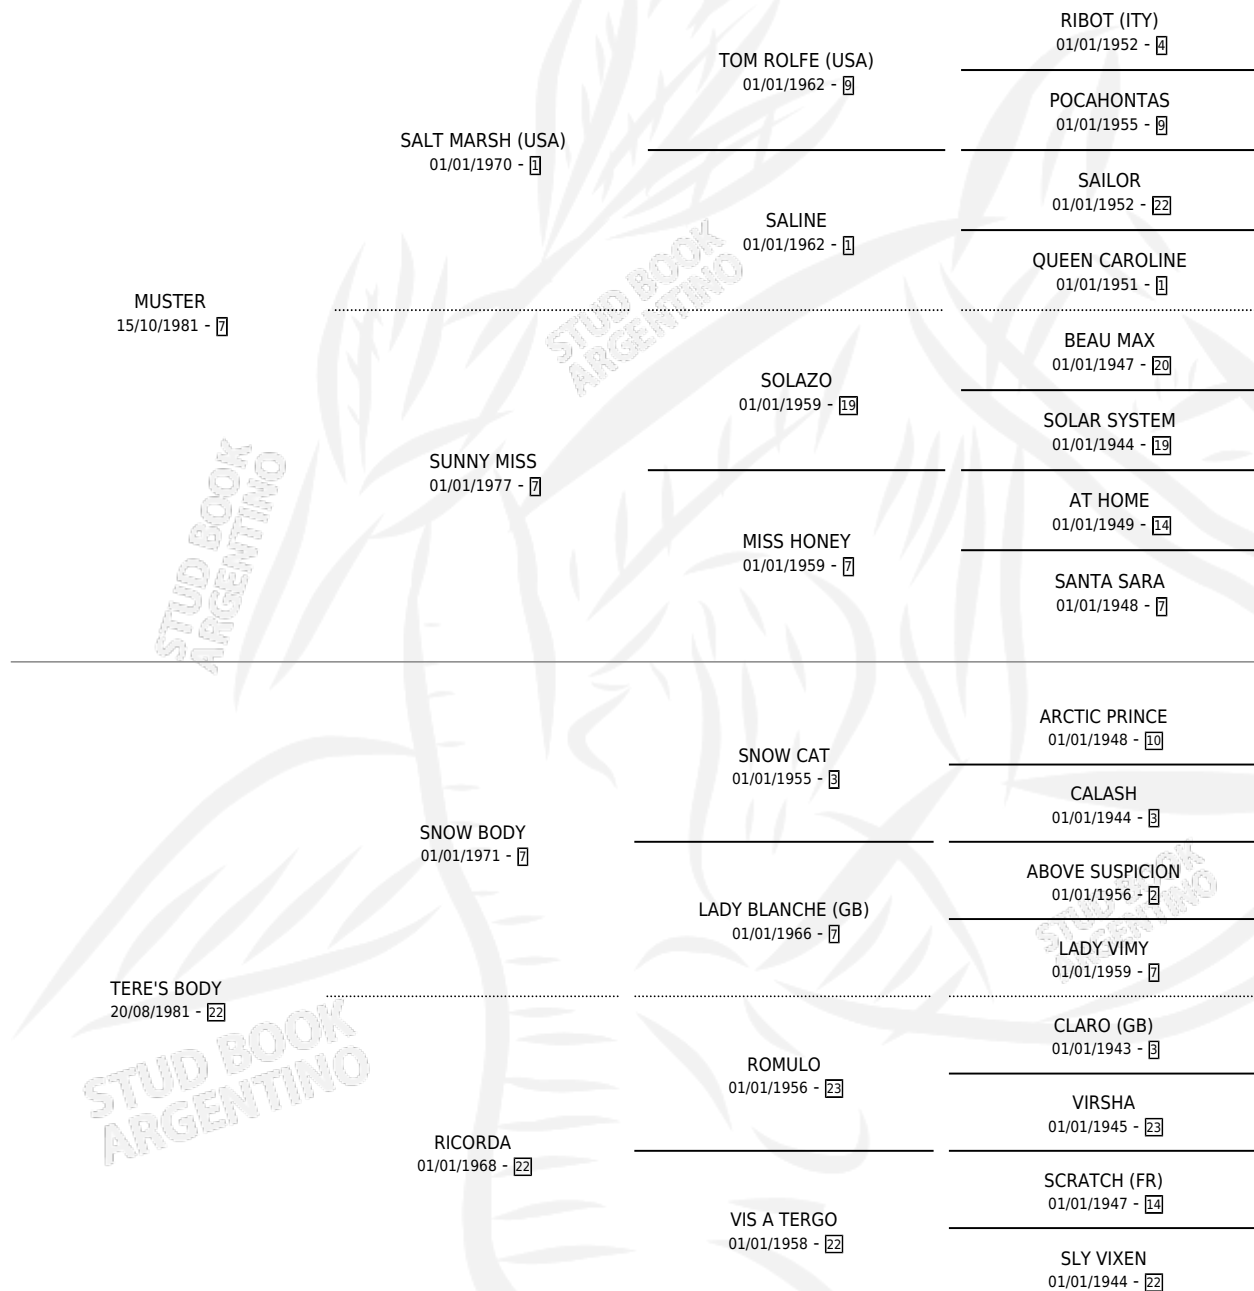 RIBOT (ITY)
01/01/1952 - 4
TOM ROLFE (USA)
01/01/1962 - 9
POCAHONTAS
01/01/1955 - 9
SALT MARSH (USA)
01/01/1970 - 1
SAILOR
01/01/1952 - 22
SALINE
01/01/1962 - 1
QUEEN CAROLINE
01/01/1951 - 1
STUD BOOK
ARGENTINO
MUSTER
15/10/1981 - 7
BEAU MAX
01/01/1947 - 20
SOLAZO
01/01/1959 - 19
SOLAR SYSTEM
01/01/1944 - 19
SUNNY MISS
01/01/1977 - 7
AT HOME
01/01/1949 - 14
MISS HONEY
01/01/1959 - 7
SANTA SARA
01/01/1948 - 7
STUD BOOK
ARGENTINO
ARCTIC PRINCE
01/01/1948 - 10
SNOW CAT
01/01/1955 - 3
CALASH
01/01/1944 - 3
SNOW BODY
01/01/1971 - 7
ABOVE SUSPICION
01/01/1956 - 2
LADY BLANCHE (GB)
01/01/1966 - 7
LADY VIMY
01/01/1959 - 7
STUD BOOK
ARGENTINO
TERE'S BODY
20/08/1981 - 22
CLARO (GB)
01/01/1943 - 3
ROMULO
01/01/1956 - 23
VIRSHA
01/01/1945 - 23
STUD BOOK
ARGENTINO
RICORDA
01/01/1968 - 22
SCRATCH (FR)
01/01/1947 - 14
VIS A TERGO
01/01/1958 - 22
SLY VIXEN
01/01/1944 - 22